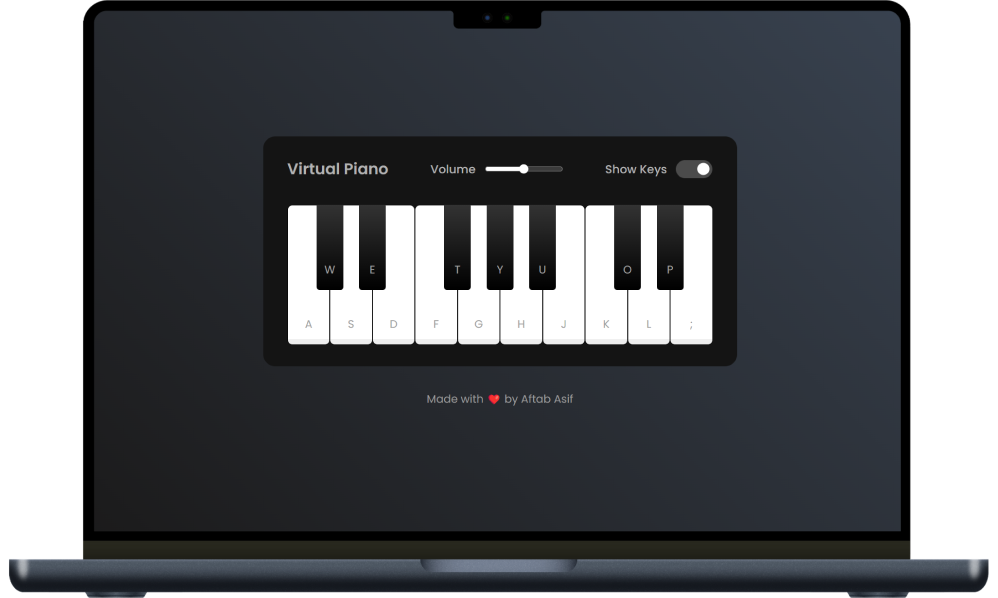 Virtual Piano Volume Show Keys
W E T Y U O P
A S D F G H J K L ;
Made with ❤️ by Aftab Asif